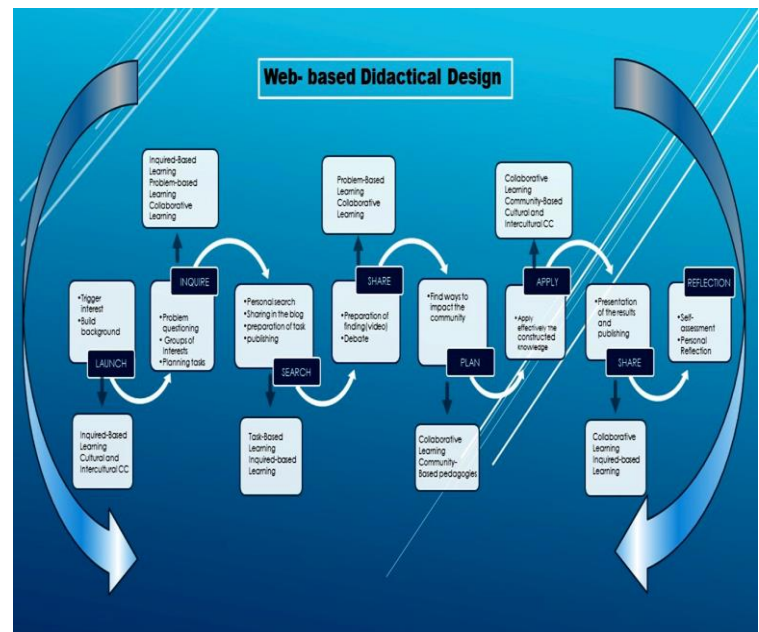 Web- based Didactical Design
Inquired-Based
Learning
Problem-based
Learning
Collaborative
Learning
Problem-Based
Learning
Collaborative
Learning
Collaborative
Learning
Community-Based
Cultural and
Intercultural CC
•Trigger
interest
•Build
background
LAUNCH
INQUIRE
•Problem
questioning
• Groups of
Interests
•Planning tasks
•Personal search
•Sharing in the blog
•preparation of task
•publishing
SEARCH
SHARE
•Preparation of
finding(video)
•Debate
•Find ways to
impact the
community
PLAN
APPLY
•Apply
effectively the
constructed
knowledge
•Presentation
of the results
and
publishing
SHARE
REFLECTION
•Self-
assessment
•Personal
Reflection
Inquired-Based
Learning
Cultural and
Intercultural CC
Task-Based
Learning
Inquired-based
Learning
Collaborative
Learning
Community-
Based pedagogies
Collaborative
Learning
Inquired-based
Learning